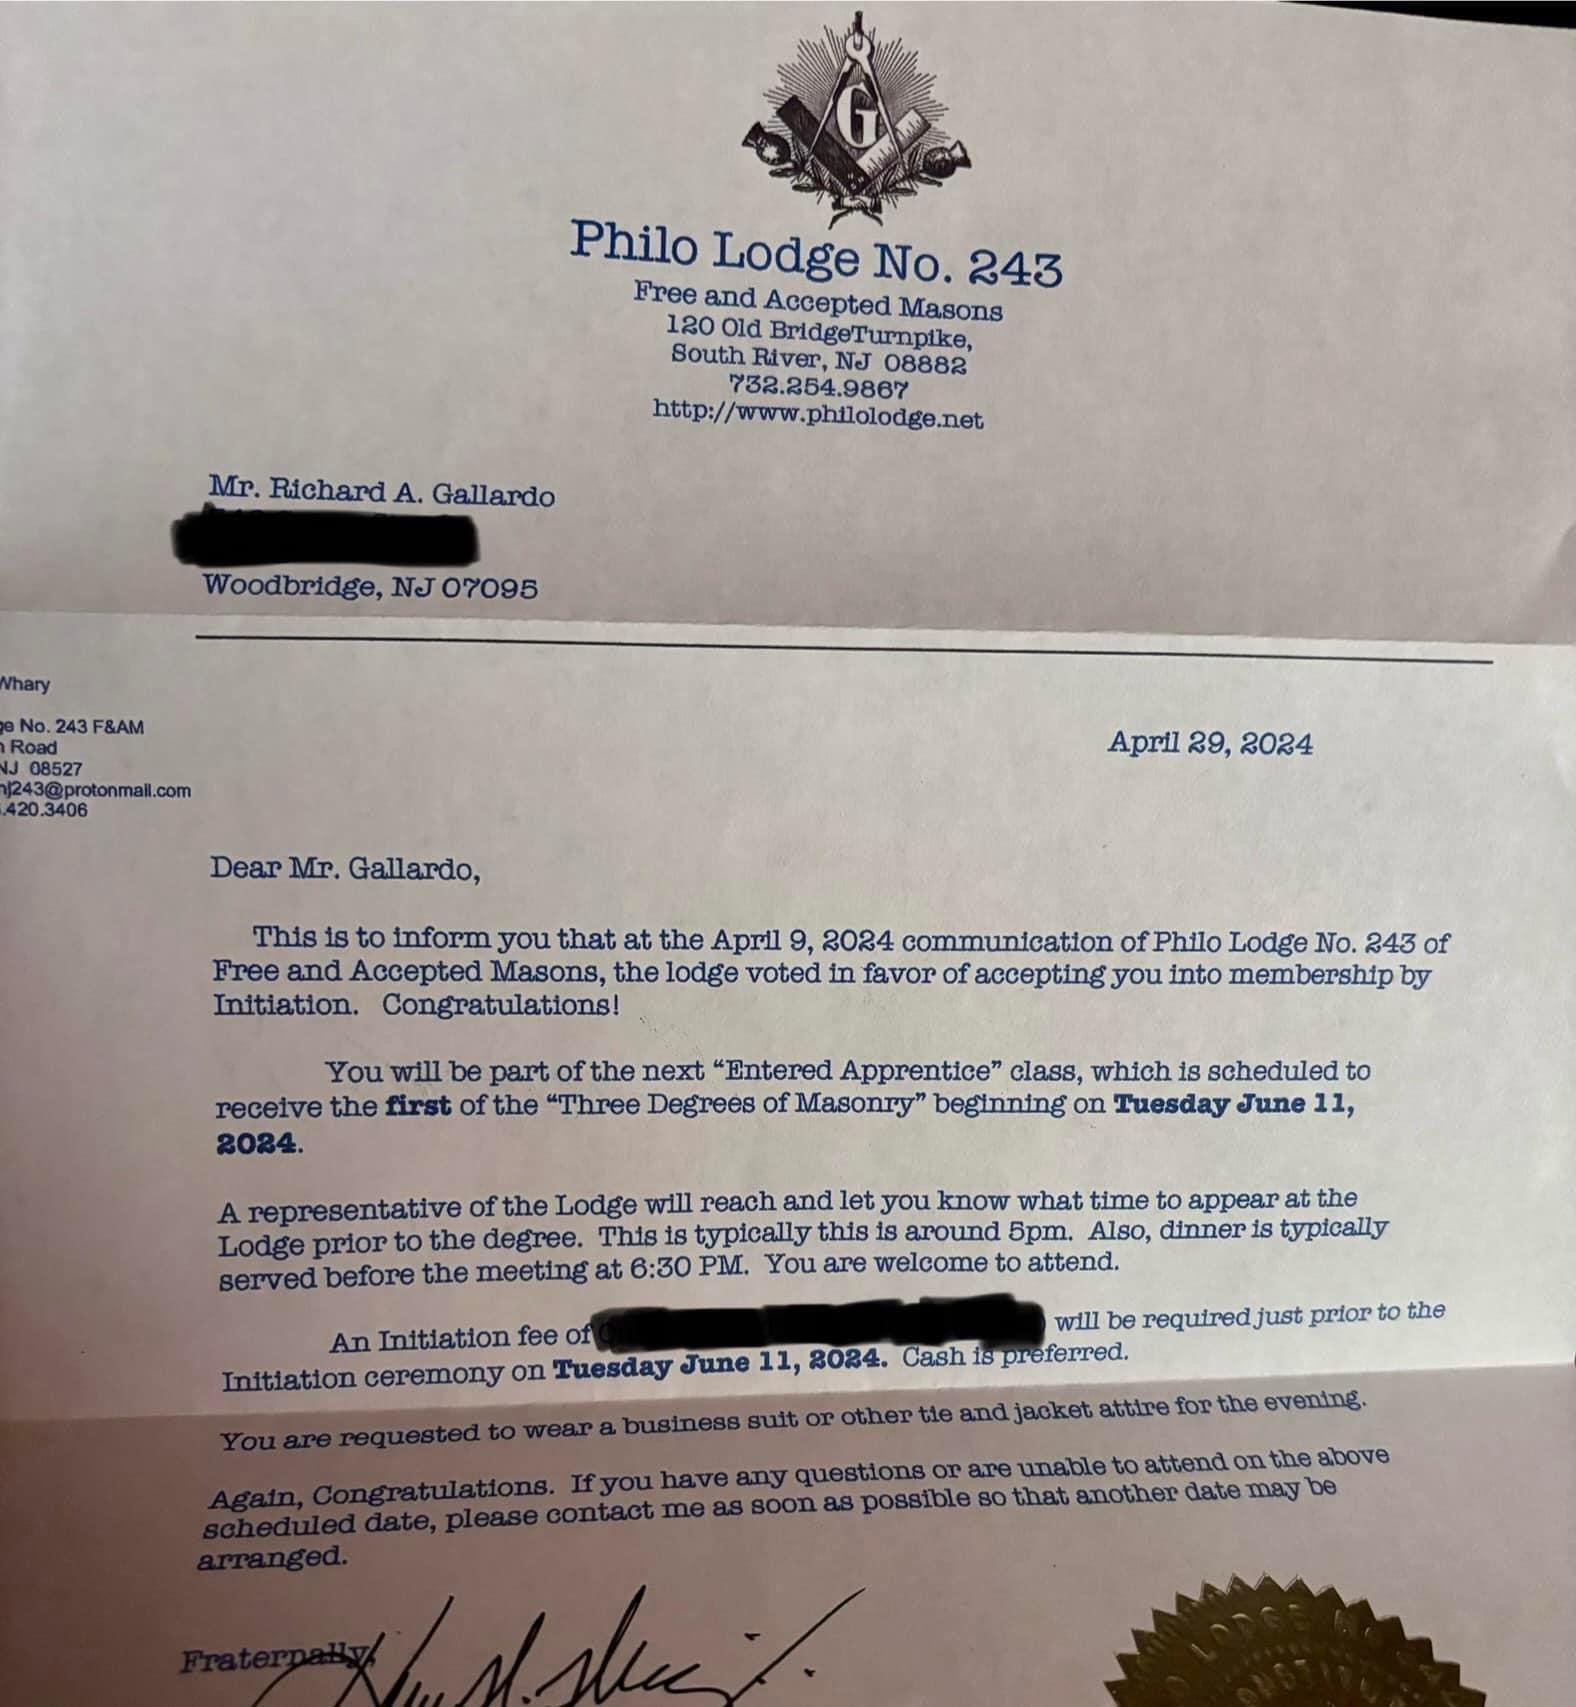 G
Philo Lodge No. 243
Free and Accepted Masons
120 Old BridgeTurnpike,
South River, NJ 08882
732.254.9867
http://www.philolodge.net
Mr. Richard A. Gallardo
Woodbridge, NJ 07095
Whary
ge No. 243 F&AM
n Road
NJ 08527
nj243@protonmail.com
.420.3406
April 29, 2024
Dear Mr. Gallardo,
This is to inform you that at the April 9, 2024 communication of Philo Lodge No. 243 of
Free and Accepted Masons, the lodge voted in favor of accepting you into membership by
Initiation. Congratulations!
You will be part of the next “Entered Apprentice” class, which is scheduled to
receive the first of the “Three Degrees of Masonry” beginning on Tuesday June 11,
2024.
A representative of the Lodge will reach and let you know what time to appear at the
Lodge prior to the degree. This is typically this is around 5pm. Also, dinner is typically
served before the meeting at 6:30 PM. You are welcome to attend.
An Initiation fee of ) will be required just prior to the
Initiation ceremony on Tuesday June 11, 2024. Cash is preferred.
You are requested to wear a business suit or other tie and jacket attire for the evening.
Again, Congratulations. If you have any questions or are unable to attend on the above
scheduled date, please contact me as soon as possible so that another date may be
arranged.
Fraternally,
LODGE